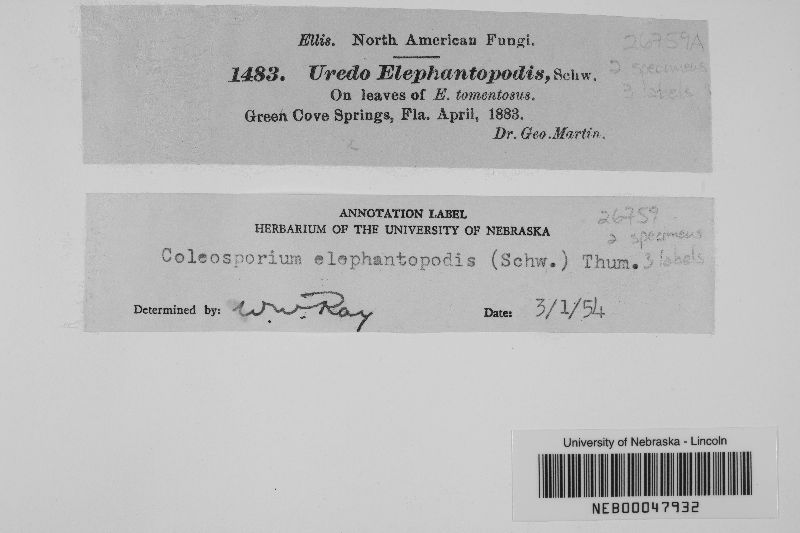 Ellis. North American Fungi.
26759A
1483. Uredo Elephantopodis, Schw.
2 specimens
On leaves of E. tomentosus.
3 labels
Green Cove Springs, Fla. April, 1883.
Dr. Geo. Martin.
ANNOTATION LABEL
26759
HERBARIUM OF THE UNIVERSITY OF NEBRASKA
2 specimens
Coleosporium elephantopodis (Schw.) Thum.
3 labels
Determined by: W.W. Ray Date: 3/1/54
University of Nebraska - Lincoln
NEB00047932